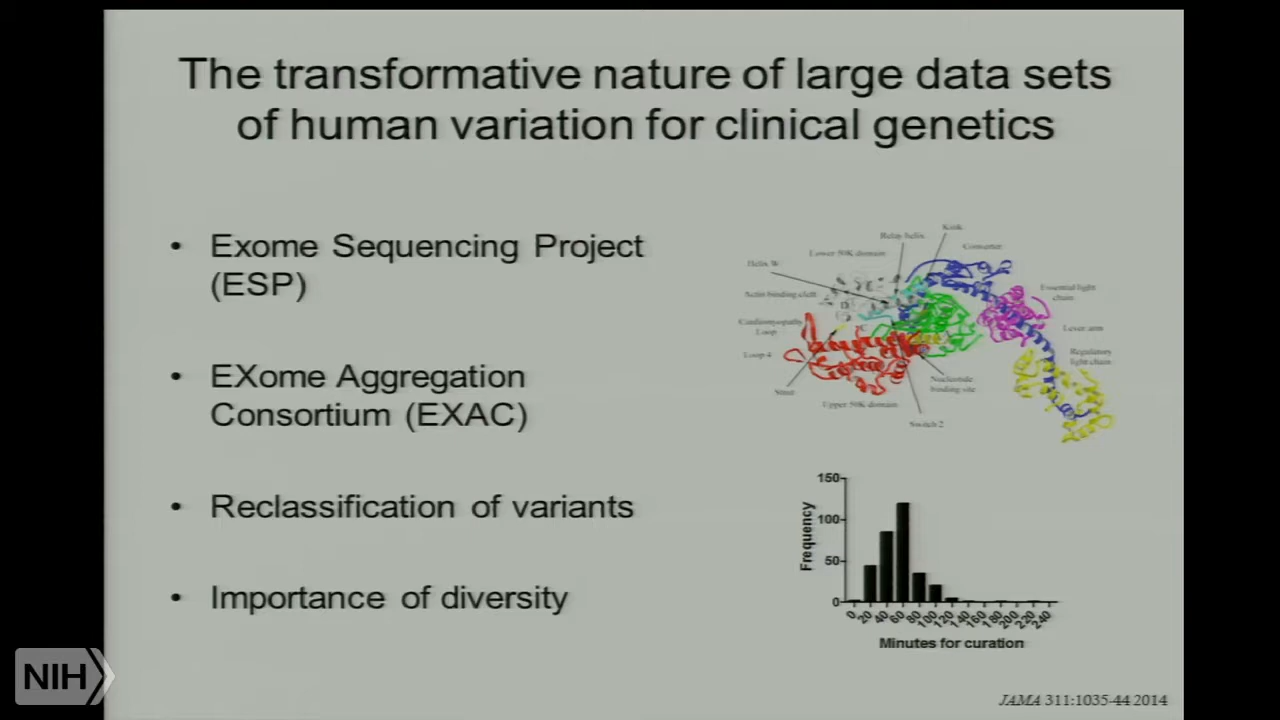 The transformative nature of large data sets
of human variation for clinical genetics
• Exome Sequencing Project
(ESP)
• EXome Aggregation
Consortium (EXAC)
• Reclassification of variants
• Importance of diversity
Kink
Relay helix
Converter
Lower 50K domain
Helix W
Essential light
chain
Actin binding cleft
Cardiomyopathy
Loop
Lever arm
Loop 4
Regulatory
light chain
Nucleotide
binding site
Strut
Upper 50K domain
Switch 2
150
100
50
0
Frequency
0 20 40 60 80 100 120 140 160 180 200 220 240
Minutes for curation
NIH
JAMA 311:1035-44 2014